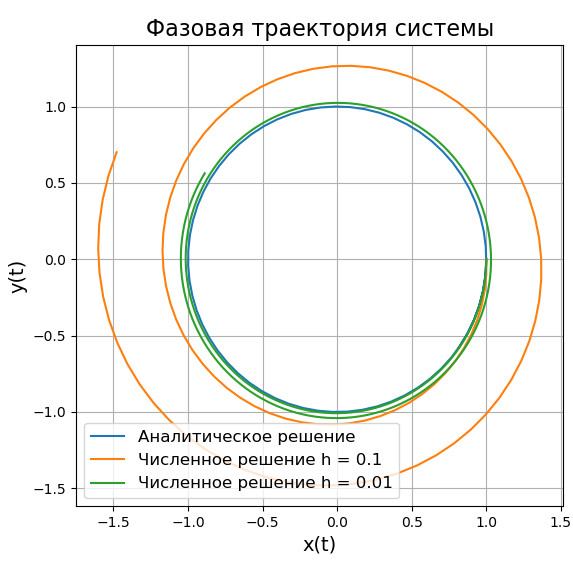 Фазовая траектория системы
y(t)
1.0
0.5
0.0
−0.5
−1.0
−1.5
Аналитическое решение
Численное решение h = 0.1
Численное решение h = 0.01
−1.5 −1.0 −0.5 0.0 0.5 1.0 1.5
x(t)